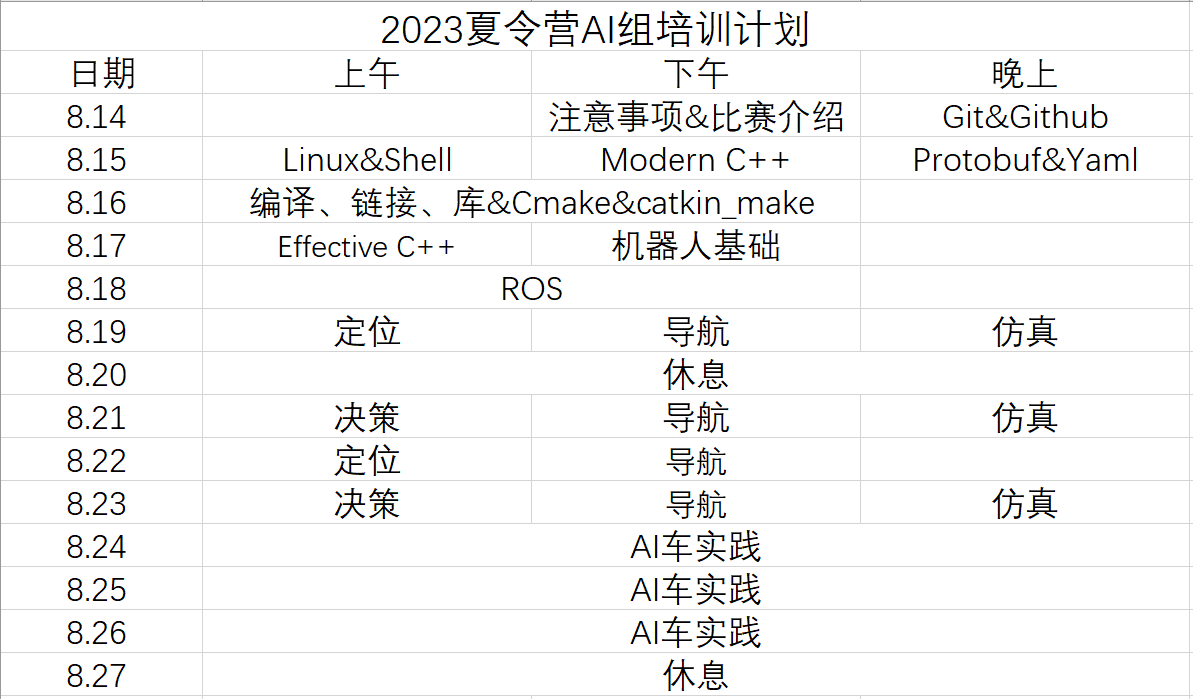 2023夏令营AI组培训计划
日期 上午 下午 晚上
8.14 注意事项&比赛介绍 Git&Github
8.15 Linux&Shell Modern C++ Protobuf&Yaml
8.16 编译、链接、库&Cmake&catkin_make
8.17 Effective C++ 机器人基础
8.18 ROS
8.19 定位 导航 仿真
8.20 休息
8.21 决策 导航 仿真
8.22 定位 导航
8.23 决策 导航 仿真
8.24 AI车实践
8.25 AI车实践
8.26 AI车实践
8.27 休息